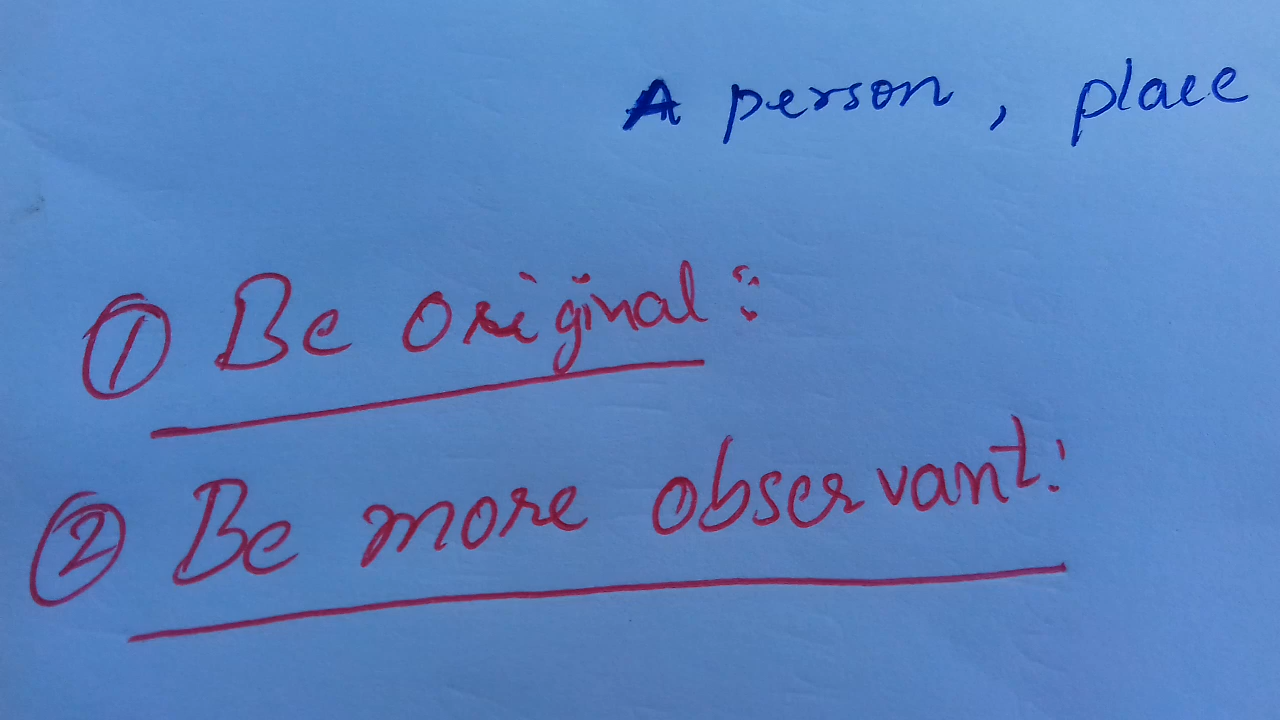 A person, place
① Be original:
② Be more observant: